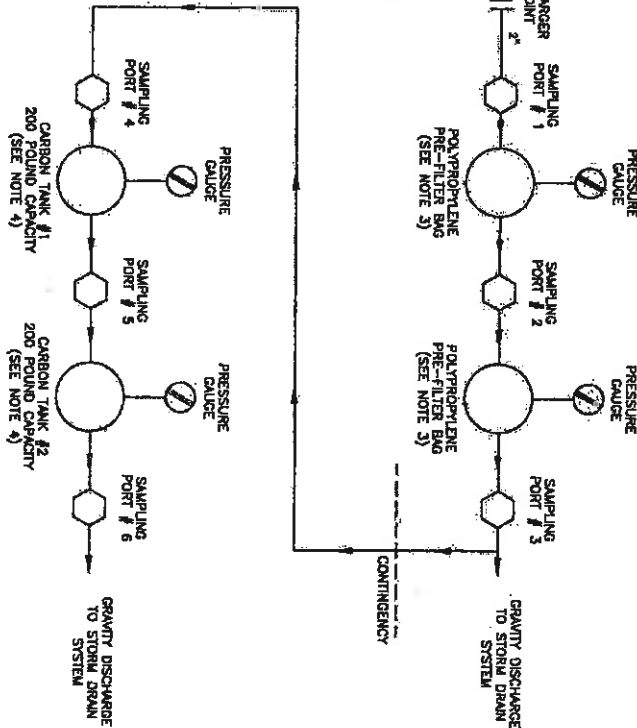 ARGER
OINT
2"
SAMPLING
PORT # 1
PRESSURE
GAUGE
POLYPROPYLENE
PRE-FILTER BAG
(SEE NOTE 3)
SAMPLING
PORT # 2
PRESSURE
GAUGE
POLYPROPYLENE
PRE-FILTER BAG
(SEE NOTE 3)
SAMPLING
PORT # 3
GRAVITY DISCHARGE
TO STORM DRAIN
SYSTEM
CONTINGENCY
SAMPLING
PORT # 4
PRESSURE
GAUGE
CARBON TANK #1
200 POUND CAPACITY
(SEE NOTE 4)
SAMPLING
PORT # 5
PRESSURE
GAUGE
CARBON TANK #2
200 POUND CAPACITY
(SEE NOTE 4)
SAMPLING
PORT # 6
GRAVITY DISCHARGE
TO STORM DRAIN
SYSTEM